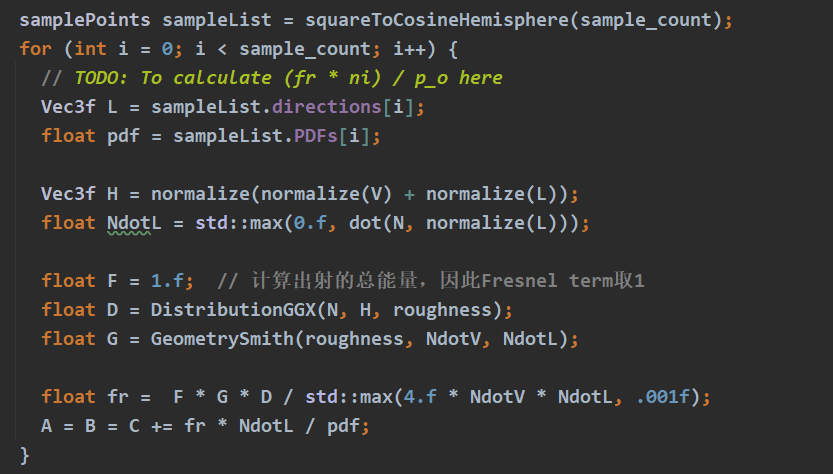 samplePoints sampleList = squareToCosineHemisphere(sample_count);
for (int i = 0; i < sample_count; i++) {
// TODO: To calculate (fr * ni) / p_o here
Vec3f L = sampleList.directions[i];
float pdf = sampleList.PDFs[i];
Vec3f H = normalize(normalize(V) + normalize(L));
float NdotL = std::max(0.f, dot(N, normalize(L)));
float F = 1.f; // 计算出射的总能量，因此Fresnel term取1
float D = DistributionGGX(N, H, roughness);
float G = GeometrySmith(roughness, NdotV, NdotL);
float fr = F * G * D / std::max(4.f * NdotV * NdotL, .001f);
A = B = C += fr * NdotL / pdf;
}